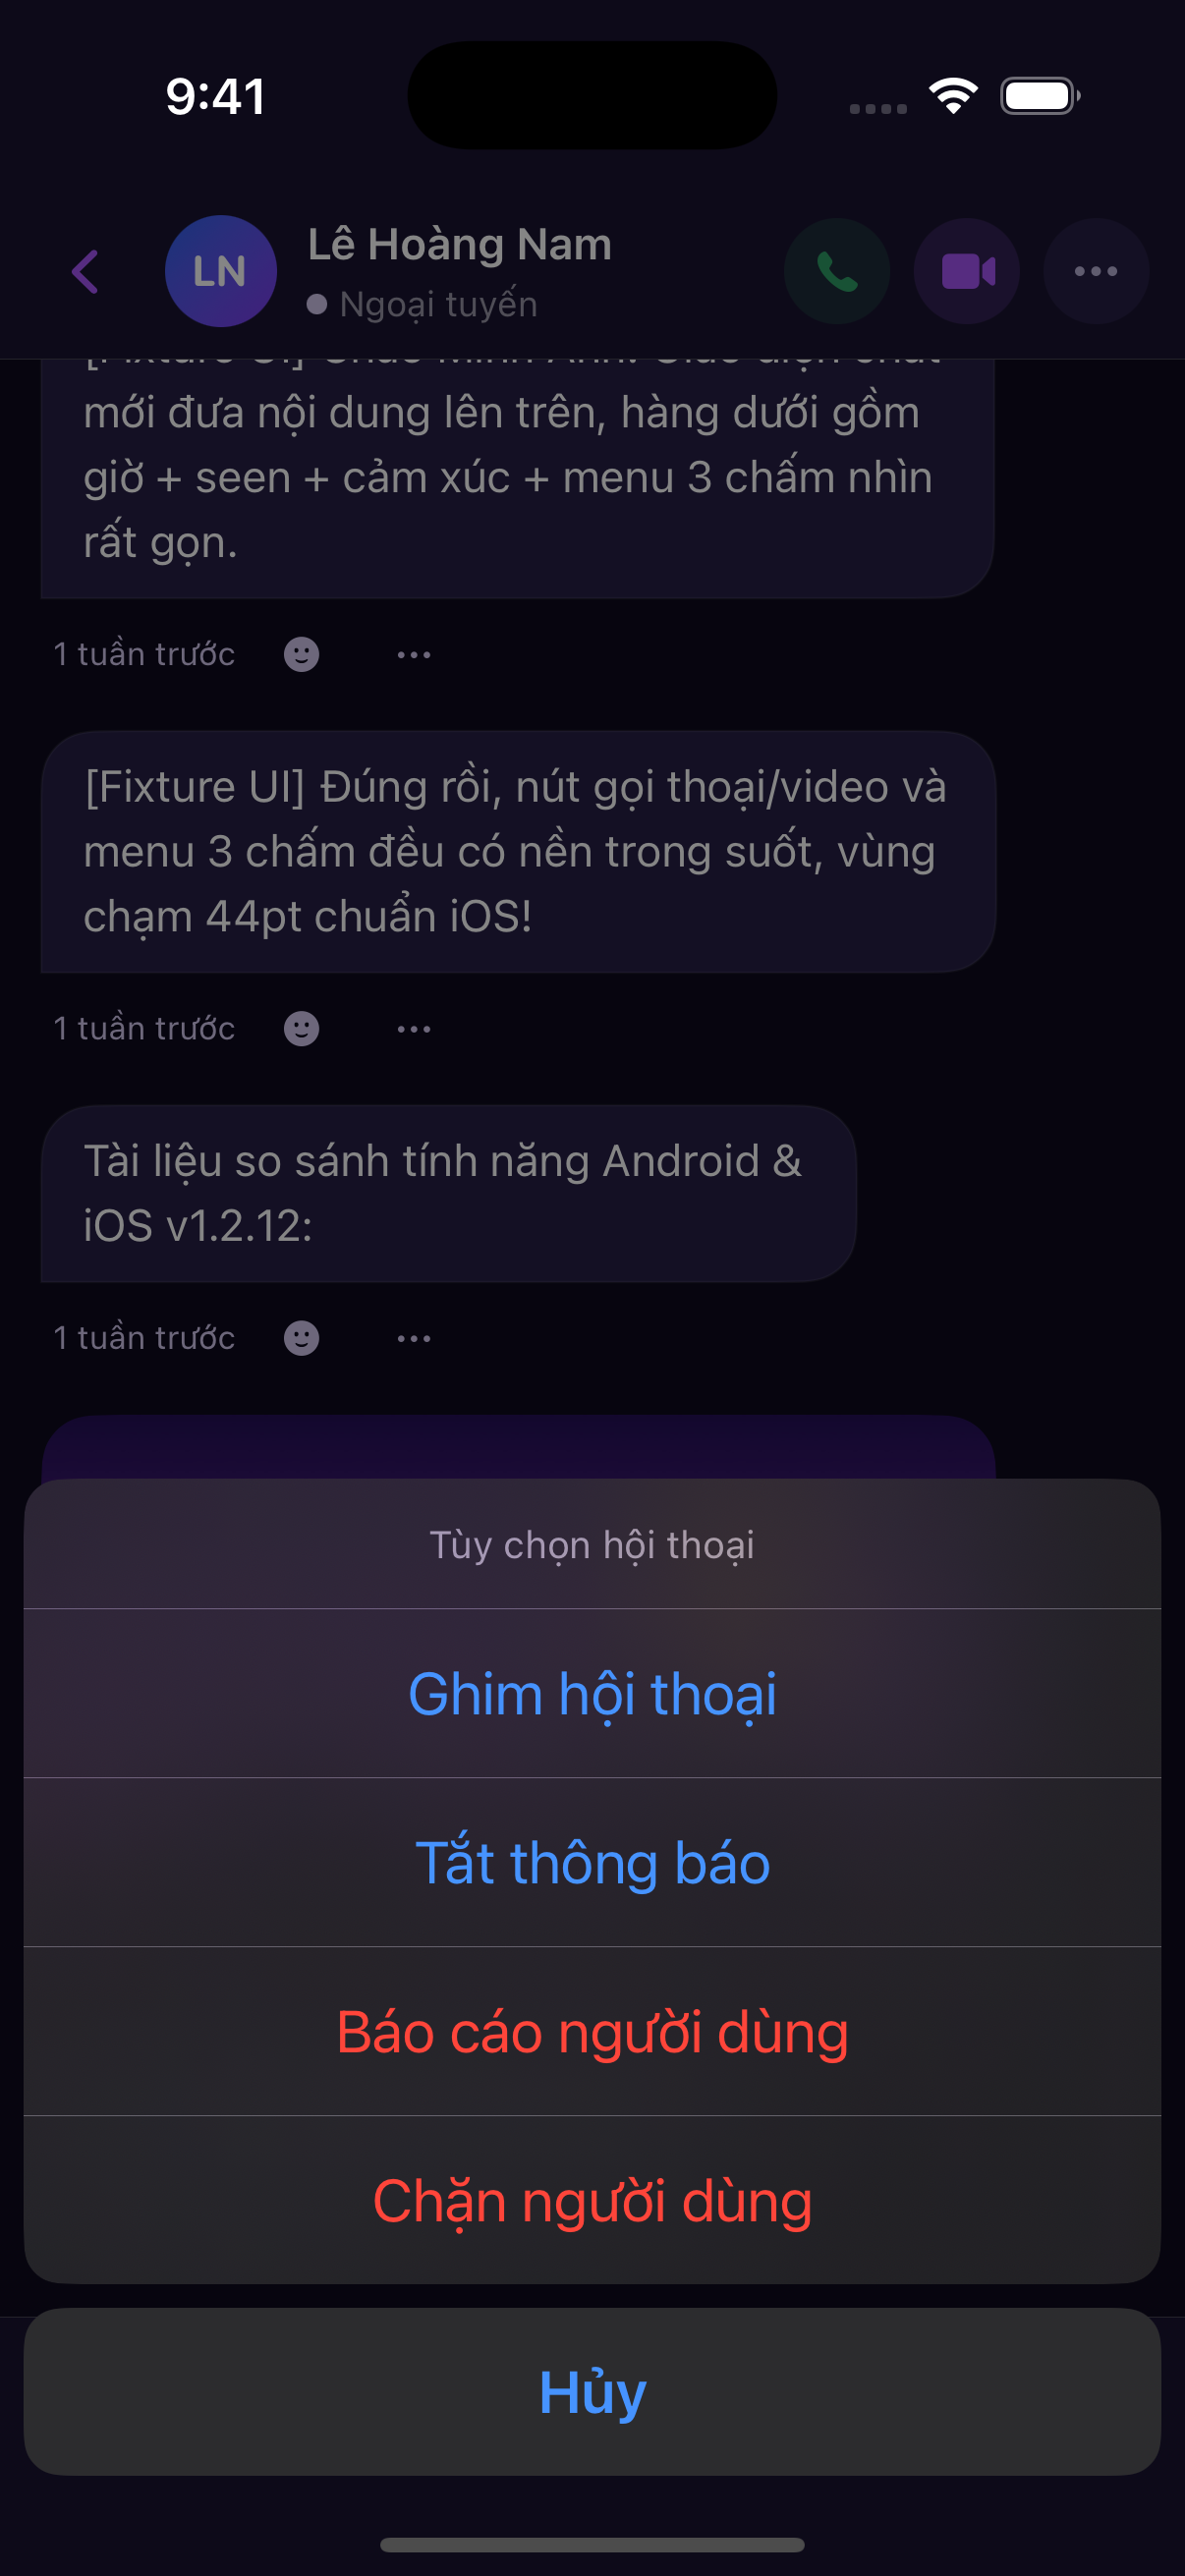 9:41
LN
Lê Hoàng Nam
Ngoại tuyến
mới đưa nội dung lên trên, hàng dưới gồm
giờ + seen + cảm xúc + menu 3 chấm nhìn
rất gọn.
1 tuần trước
[Fixture UI] Đúng rồi, nút gọi thoại/video và
menu 3 chấm đều có nền trong suốt, vùng
chạm 44pt chuẩn iOS!
1 tuần trước
Tài liệu so sánh tính năng Android &
iOS v1.2.12:
1 tuần trước
Tùy chọn hội thoại
Ghim hội thoại
Tắt thông báo
Báo cáo người dùng
Chặn người dùng
Hủy